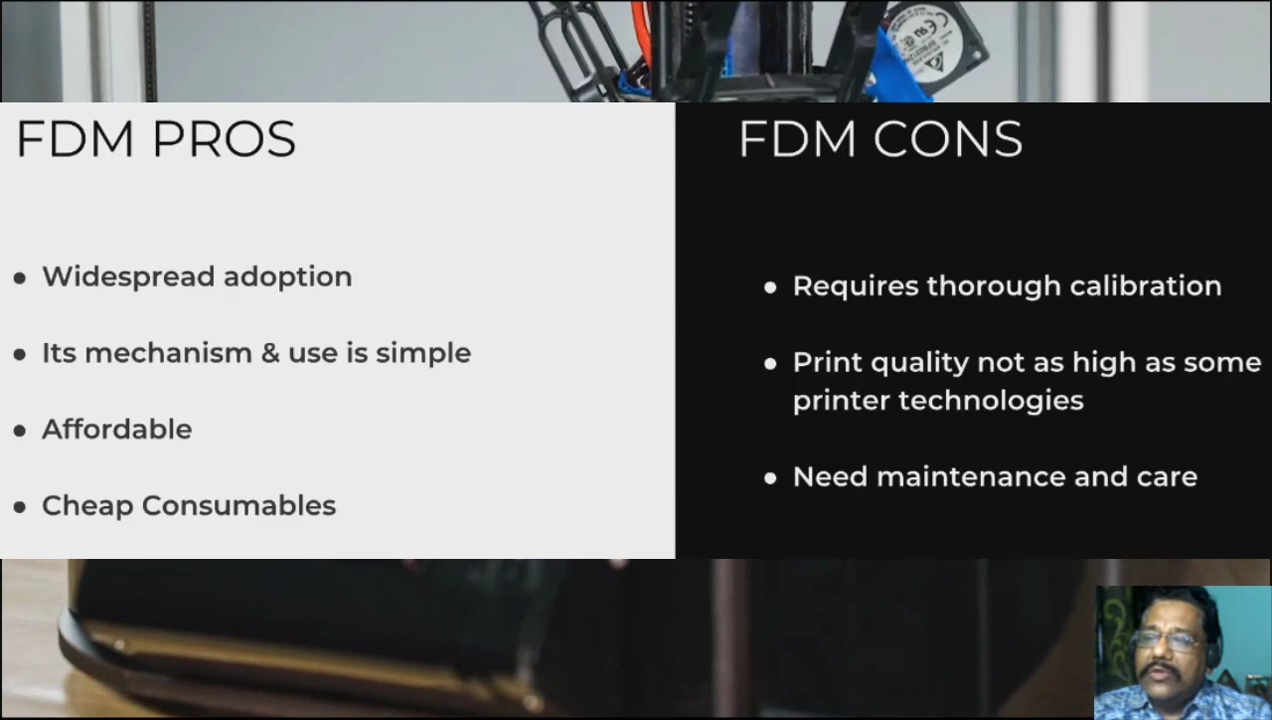 FDM PROS
● Widespread adoption
● Its mechanism & use is simple
● Affordable
● Cheap Consumables
FDM CONS
● Requires thorough calibration
● Print quality not as high as some
printer technologies
● Need maintenance and care